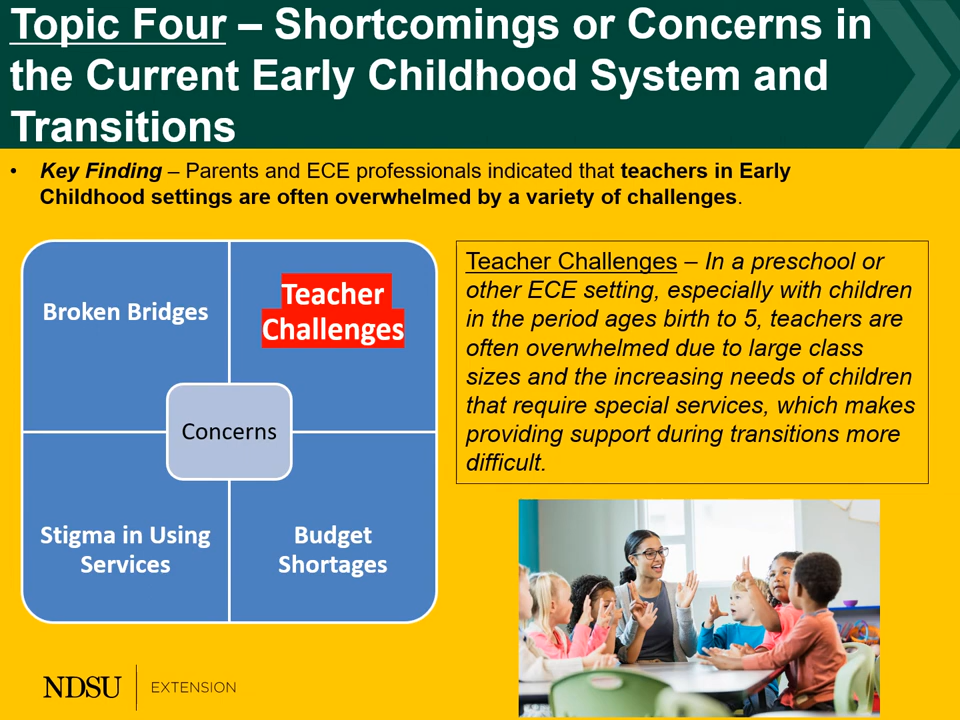 Topic Four – Shortcomings or Concerns in
the Current Early Childhood System and
Transitions
• Key Finding – Parents and ECE professionals indicated that teachers in Early
Childhood settings are often overwhelmed by a variety of challenges.
Broken Bridges
Teacher
Challenges
Concerns
Stigma in Using
Services
Budget
Shortages
Teacher Challenges – In a preschool or
other ECE setting, especially with children
in the period ages birth to 5, teachers are
often overwhelmed due to large class
sizes and the increasing needs of children
that require special services, which makes
providing support during transitions more
difficult.
NDSU EXTENSION